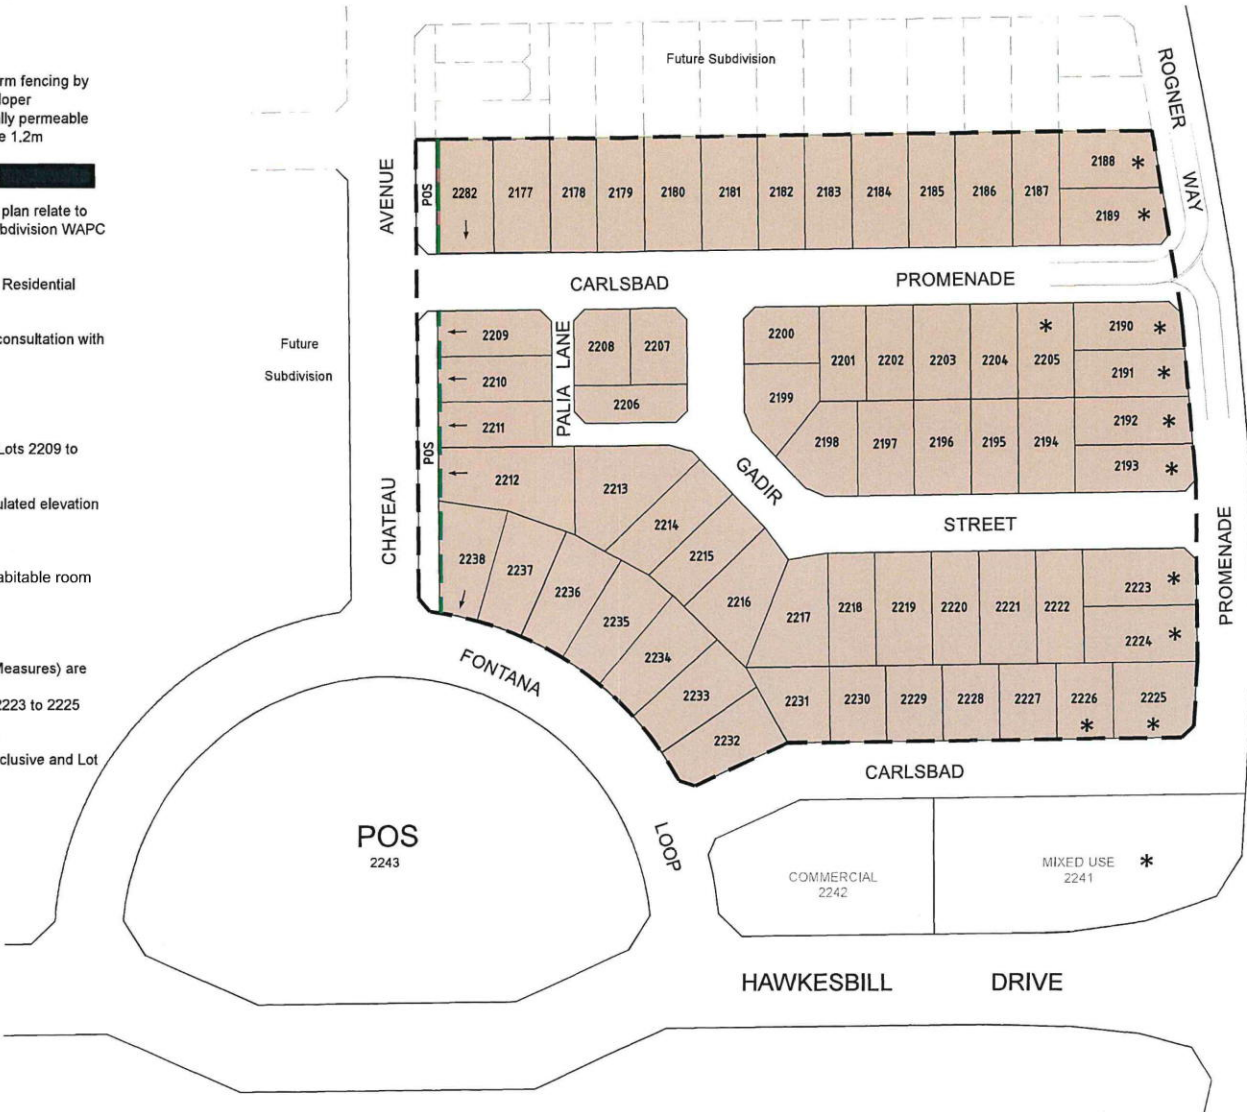 rm fencing by
loper
lly permeable
e 1.2m
plan relate to
bdivision WAPC
Residential
consultation with
Lots 2209 to
ulated elevation
abitable room
Measures) are
2223 to 2225
clusive and Lot
Future Subdivision
ROGNER
WAY
AVENUE
POS
2282
2177
2178
2179
2180
2181
2182
2183
2184
2185
2186
2187
2188 *
2189 *
CARLSBAD
PROMENADE
Future
Subdivision
2209
2210
2211
PALIA LANE
2208
2207
2206
2200
2199
2201
2202
2203
2204
*
2205
2190 *
2191 *
2192 *
2193 *
2198
2197
2196
2195
2194
POS
CHATEAU
2212
2213
2214
2215
2216
GADIR
STREET
PROMENADE
2238
2237
2236
2235
2234
2233
2232
2217
2218
2219
2220
2221
2222
2223 *
2224 *
2231
2230
2229
2228
2227
2226
*
2225
*
FONTANA
LOOP
CARLSBAD
POS
2243
COMMERCIAL
2242
MIXED USE *
2241
HAWKESBILL DRIVE